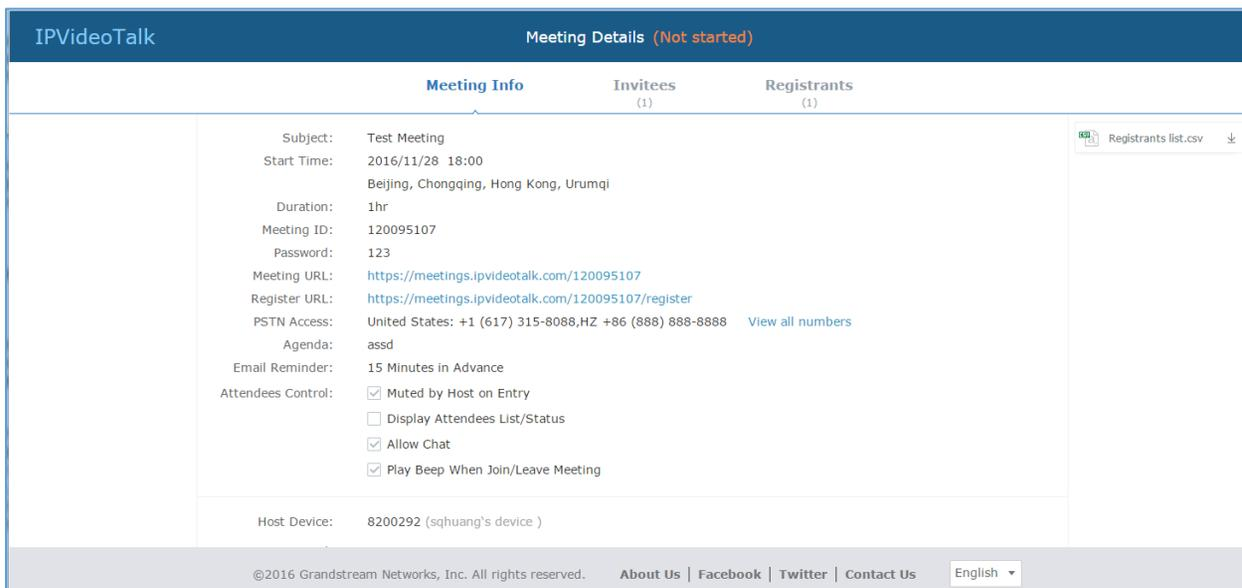 IPVideoTalk
Meeting Details (Not started)
Meeting Info
Invitees
(1)
Registrants
(1)
Registrants list.csv
Subject: Test Meeting
Start Time: 2016/11/28 18:00
Beijing, Chongqing, Hong Kong, Urumqi
Duration: 1hr
Meeting ID: 120095107
Password: 123
Meeting URL: https://meetings.ipvideotalk.com/120095107
Register URL: https://meetings.ipvideotalk.com/120095107/register
PSTN Access: United States: +1 (617) 315-8088,HZ +86 (888) 888-8888 View all numbers
Agenda: assd
Email Reminder: 15 Minutes in Advance
Attendees Control: Muted by Host on Entry
Display Attendees List/Status
Allow Chat
Play Beep When Join/Leave Meeting
Host Device: 8200292 (sqhuang's device )
©2016 Grandstream Networks, Inc. All rights reserved. About Us | Facebook | Twitter | Contact Us English